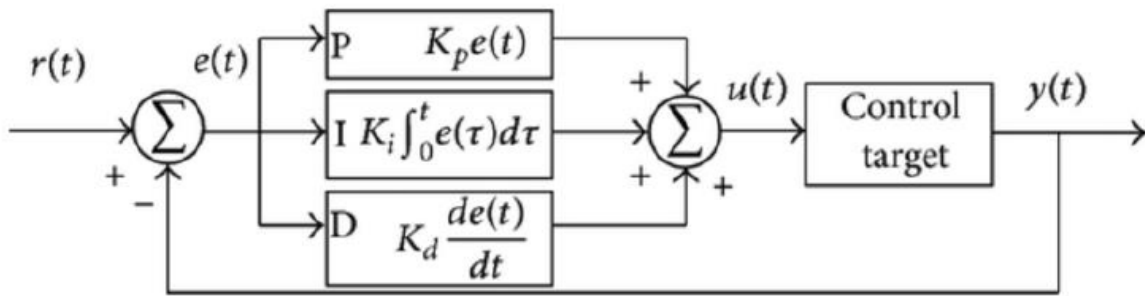 r(t)
e(t)
P K_p e(t)
I K_i ∫_0^t e(τ)dτ
D K_d de(t)/dt
+
−
Σ
+
+
+
Σ
u(t)
Control
target
y(t)